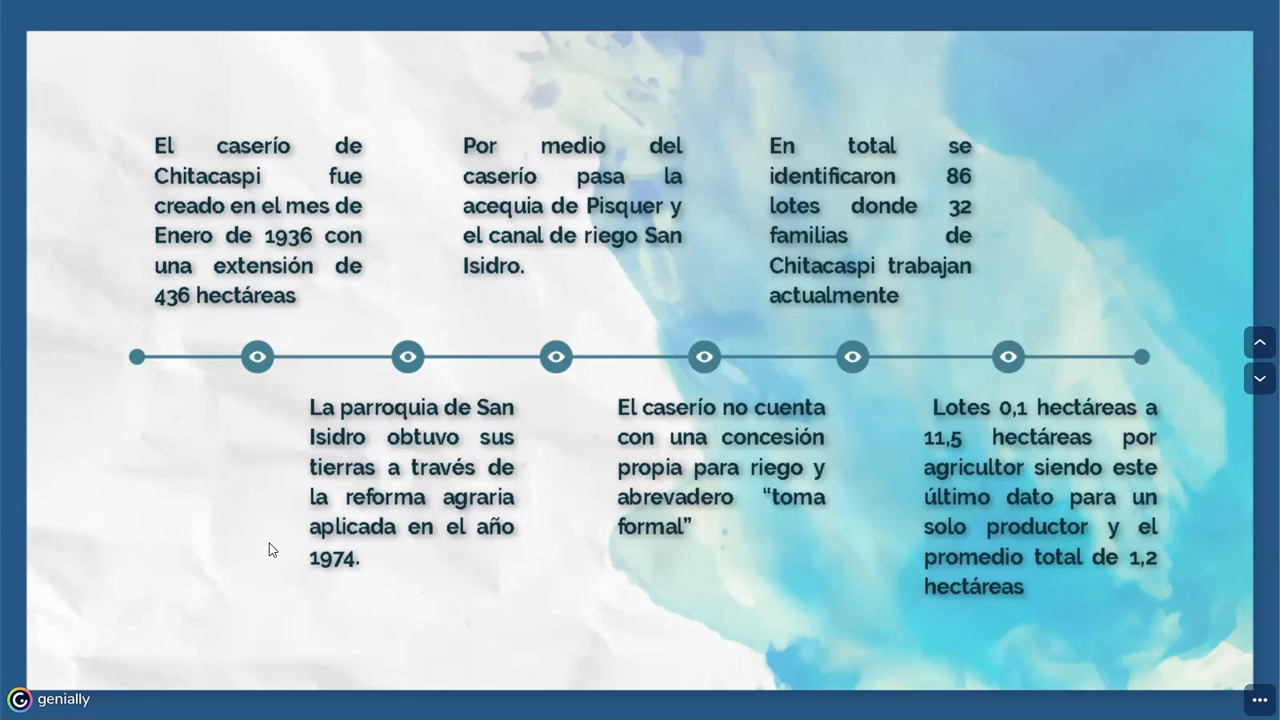 El caserío de
Chitacaspi fue
creado en el mes de
Enero de 1936 con
una extensión de
436 hectáreas
Por medio del
caserío pasa la
acequia de Pisquer y
el canal de riego San
Isidro.
En total se
identificaron 86
lotes donde 32
familias de
Chitacaspi trabajan
actualmente
La parroquia de San
Isidro obtuvo sus
tierras a través de
la reforma agraria
aplicada en el año
1974.
El caserío no cuenta
con una concesión
propia para riego y
abrevadero “toma
formal”
Lotes 0,1 hectáreas a
11,5 hectáreas por
agricultor siendo este
último dato para un
solo productor y el
promedio total de 1,2
hectáreas
genially